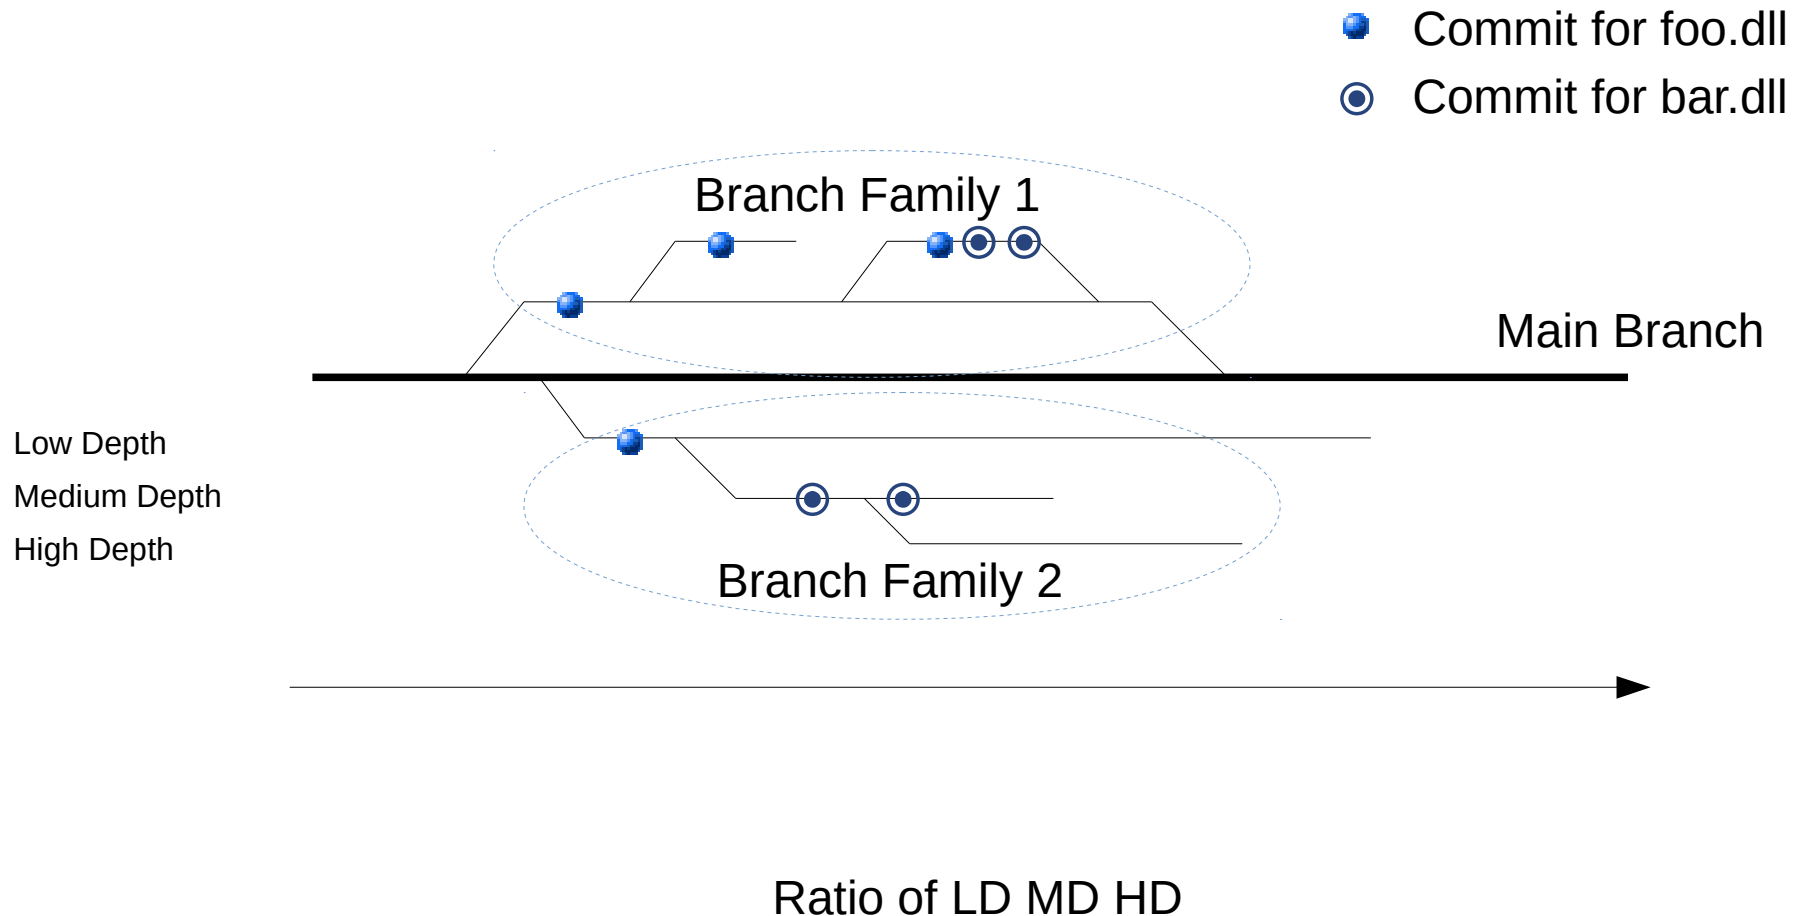 Commit for foo.dll
Commit for bar.dll
Branch Family 1
Main Branch
Low Depth
Medium Depth
High Depth
Branch Family 2
Ratio of LD MD HD